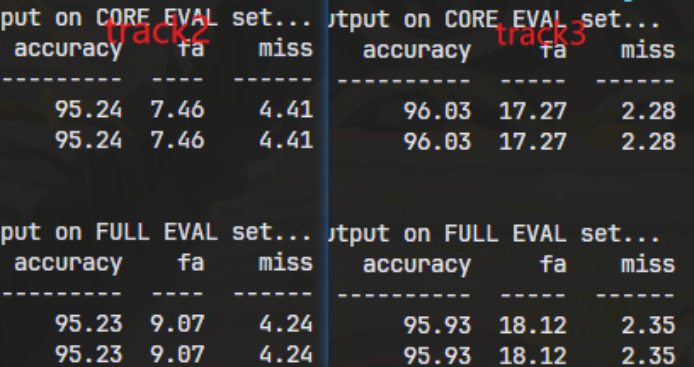 put on CORE EVAL set...
track2
accuracy fa miss
--------- ---- ------
95.24 7.46 4.41
95.24 7.46 4.41
put on FULL EVAL set...
accuracy fa miss
--------- ---- ------
95.23 9.07 4.24
95.23 9.07 4.24
utput on CORE EVAL set...
track3
accuracy fa miss
---------- ----- ------
96.03 17.27 2.28
96.03 17.27 2.28
utput on FULL EVAL set...
accuracy fa miss
---------- ----- ------
95.93 18.12 2.35
95.93 18.12 2.35